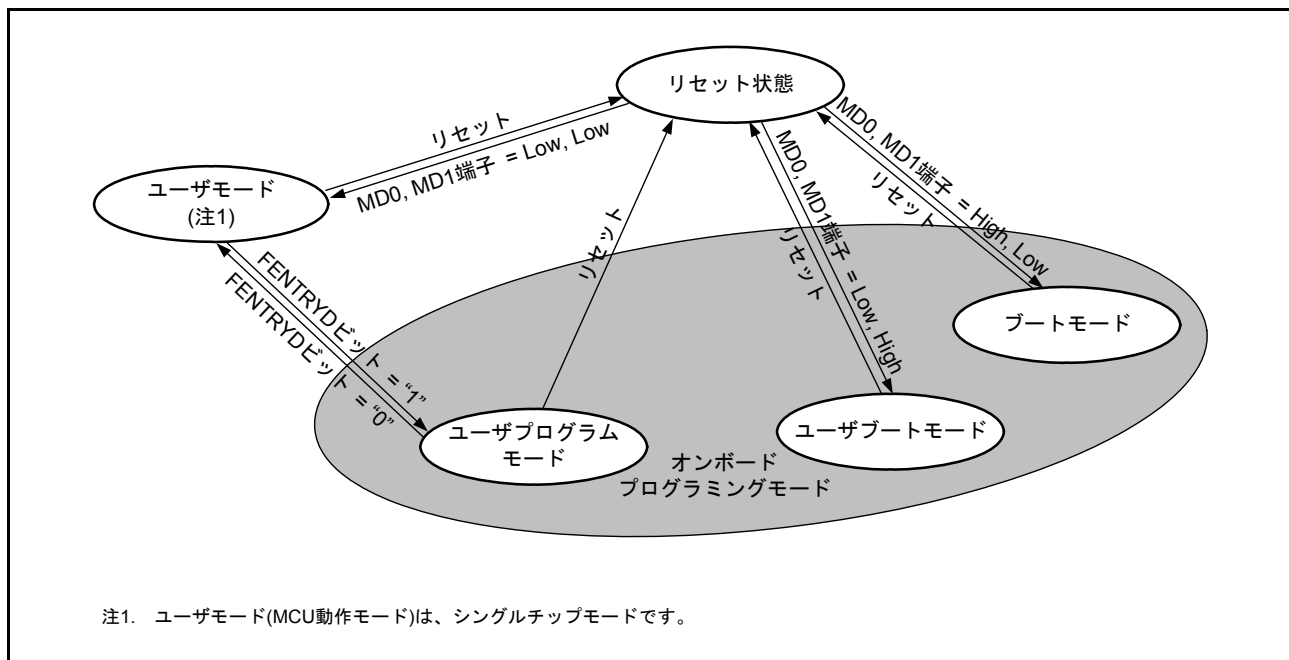 リセット状態
リセット
MD0, MD1端子 = Low, Low
ユーザモード
(注1)
MD0, MD1端子 = High, Low
リセット
MD0, MD1端子 = Low, High
リセット
リセット
FENTRYDビット = “1”
FENTRYDビット = “0”
ブートモード
ユーザプログラム
モード
ユーザブートモード
オンボード
プログラミングモード
注1. ユーザモード(MCU動作モード)は、シングルチップモードです。